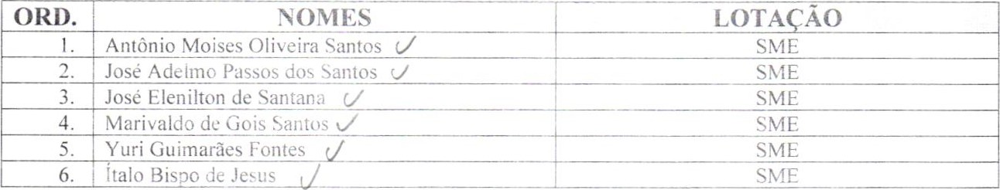 ORD. NOMES LOTAÇÃO
1. Antônio Moises Oliveira Santos SME
2. José Adelmo Passos dos Santos SME
3. José Elenilton de Santana SME
4. Marivaldo de Gois Santos SME
5. Yuri Guimarães Fontes SME
6. Ítalo Bispo de Jesus SME